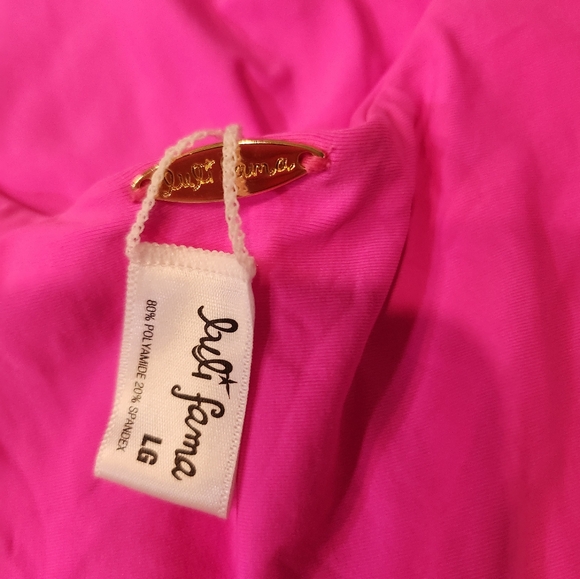 luli fama
luli fama
LG
80% POLYAMIDE 20% SPANDEX